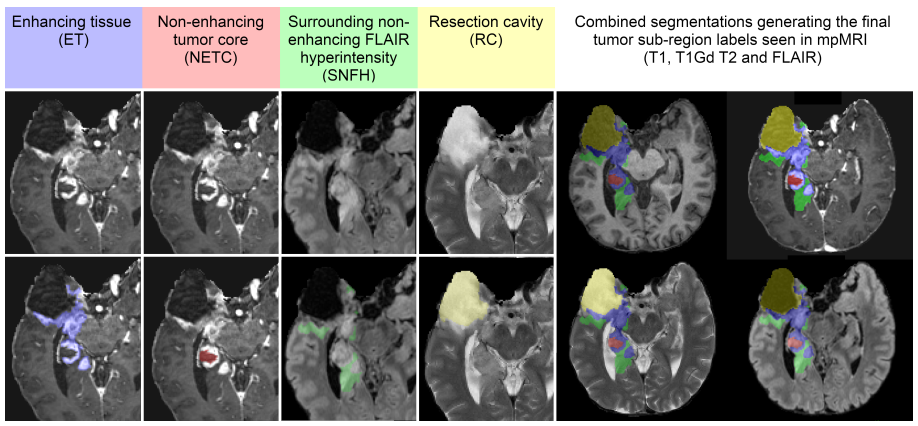 Enhancing tissue
(ET)
Non-enhancing
tumor core
(NETC)
Surrounding non-
enhancing FLAIR
hyperintensity
(SNFH)
Resection cavity
(RC)
Combined segmentations generating the final
tumor sub-region labels seen in mpMRI
(T1, T1Gd T2 and FLAIR)